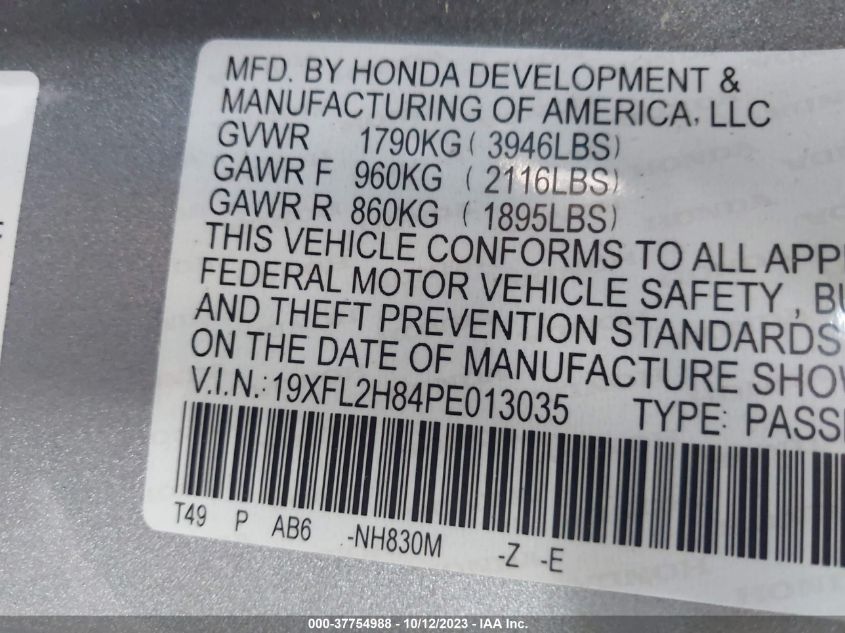 MFD. BY HONDA DEVELOPMENT &
MANUFACTURING OF AMERICA, LLC
GVWR 1790KG ( 3946LBS)
GAWR F 960KG ( 2116LBS)
GAWR R 860KG ( 1895LBS)
THIS VEHICLE CONFORMS TO ALL APP
FEDERAL MOTOR VEHICLE SAFETY , BU
AND THEFT PREVENTION STANDARDS
ON THE DATE OF MANUFACTURE SHOW
V.I.N.: 19XFL2H84PE013035 TYPE: PASS
T49 P AB6 -NH830M -Z -E
000-37754988 - 10/12/2023 - IAA Inc.